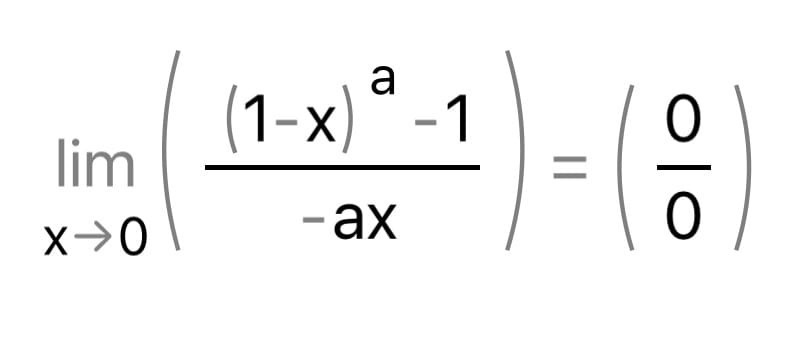 lim x→0 ( (1-x)^a -1 / -ax ) = ( 0 / 0 )